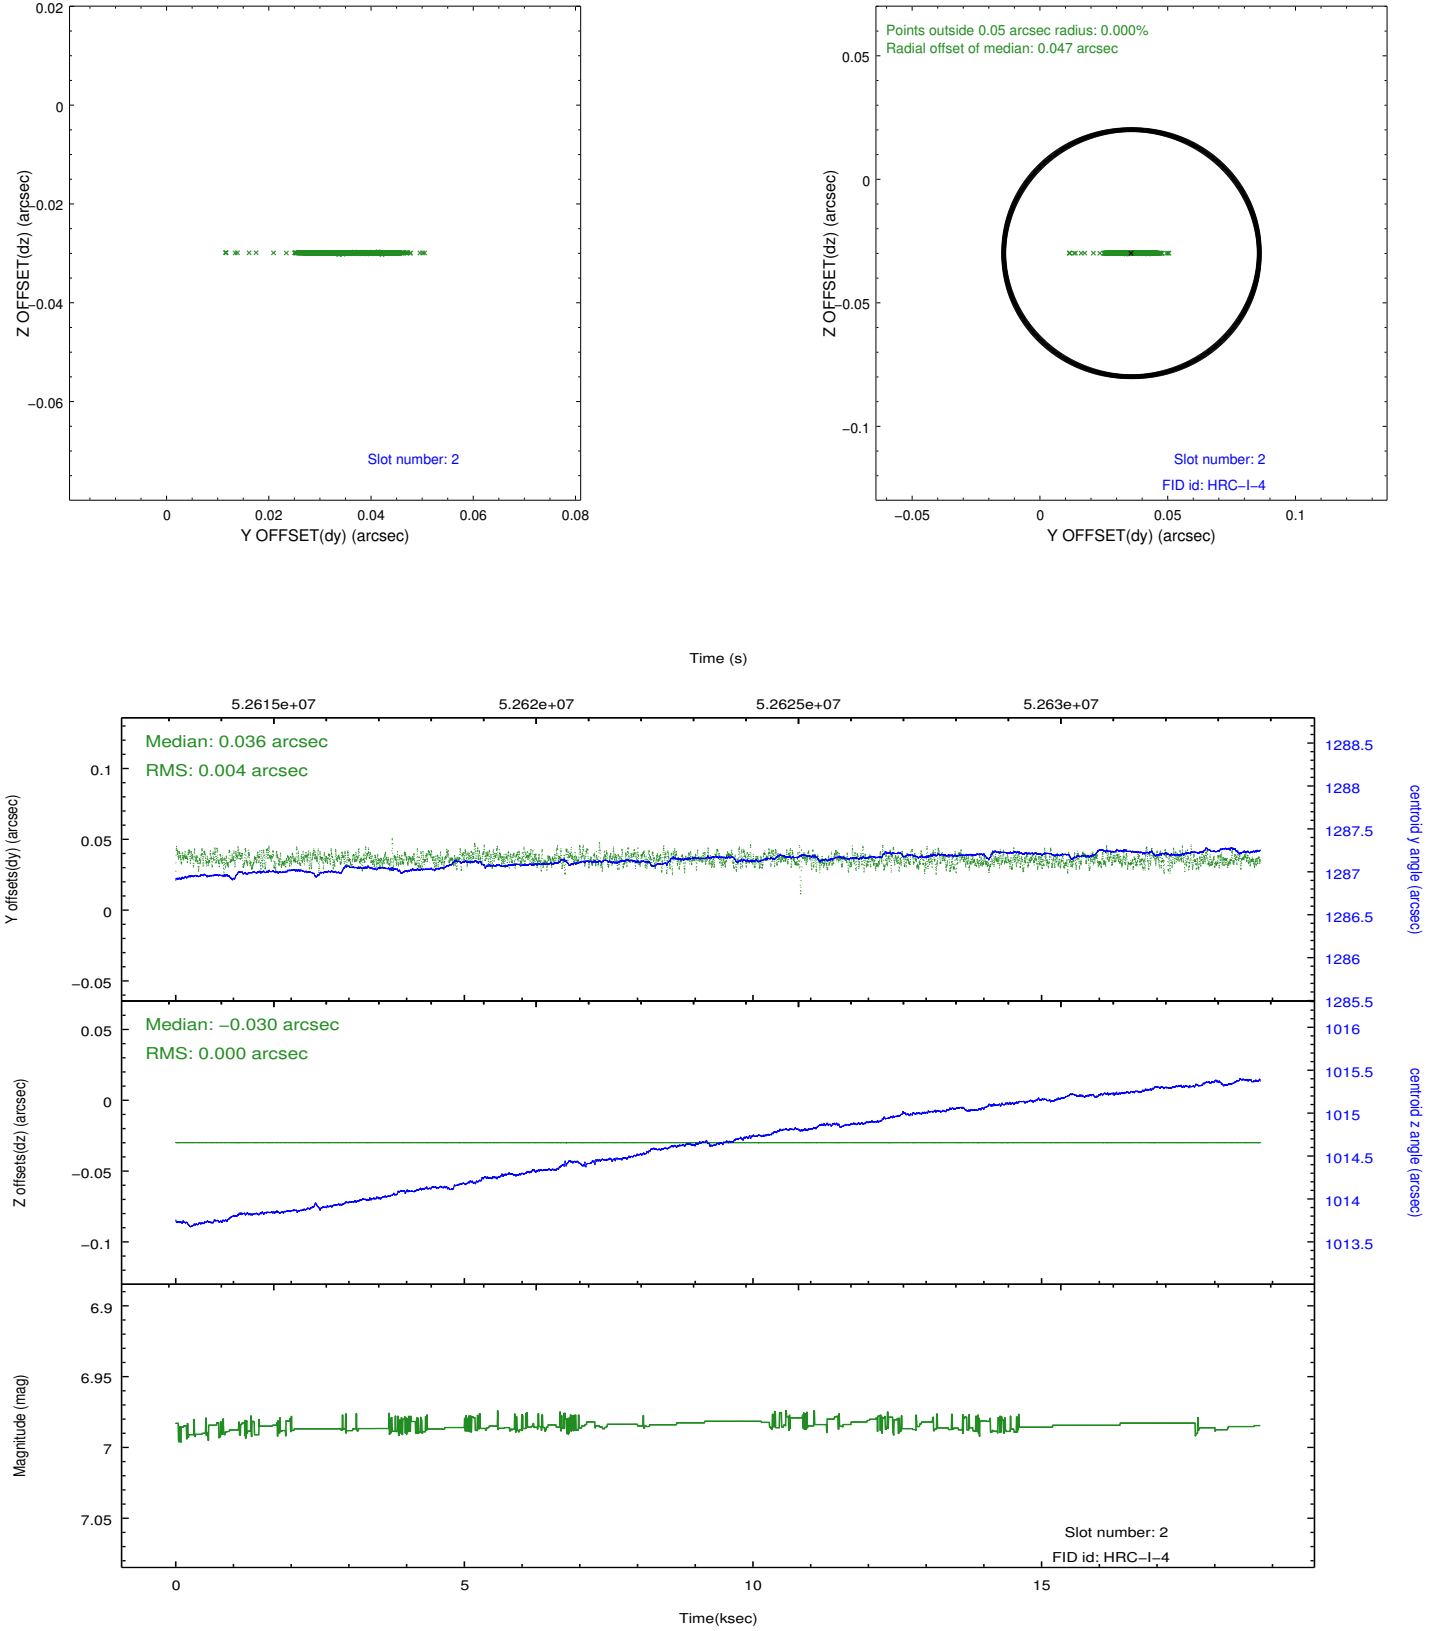 0.02
0
−0.02
−0.04
−0.06
Z OFFSET(dz) (arcsec)
Slot number: 2
0
0.02
0.04
0.06
0.08
Y OFFSET(dy) (arcsec)
Points outside 0.05 arcsec radius: 0.000%
Radial offset of median: 0.047 arcsec
0.05
0
−0.05
−0.1
Z OFFSET(dz) (arcsec)
Slot number: 2
FID id: HRC−I−4
−0.05
0
0.05
0.1
Y OFFSET(dy) (arcsec)
Time (s)
5.2615e+07
5.262e+07
5.2625e+07
5.263e+07
Median: 0.036 arcsec
RMS: 0.004 arcsec
0.1
0.05
0
−0.05
Y offsets(dy) (arcsec)
1288.5
1288
1287.5
1287
1286.5
1286
1285.5
centroid y angle (arcsec)
Median: −0.030 arcsec
RMS: 0.000 arcsec
0.05
0
−0.05
−0.1
Z offsets(dz) (arcsec)
1016
1015.5
1015
1014.5
1014
1013.5
centroid z angle (arcsec)
6.9
6.95
7
7.05
Magnitude (mag)
Slot number: 2
FID id: HRC−I−4
0
5
10
15
Time(ksec)